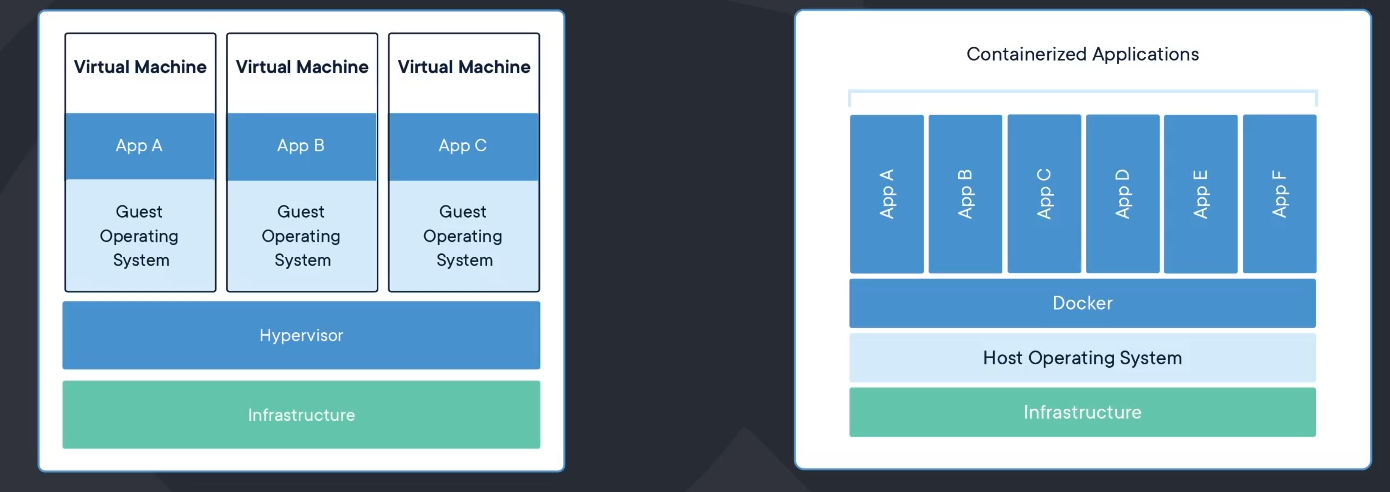 Virtual Machine
App A
Guest
Operating
System
Virtual Machine
App B
Guest
Operating
System
Virtual Machine
App C
Guest
Operating
System
Hypervisor
Infrastructure
Containerized Applications
App A
App B
App C
App D
App E
App F
Docker
Host Operating System
Infrastructure